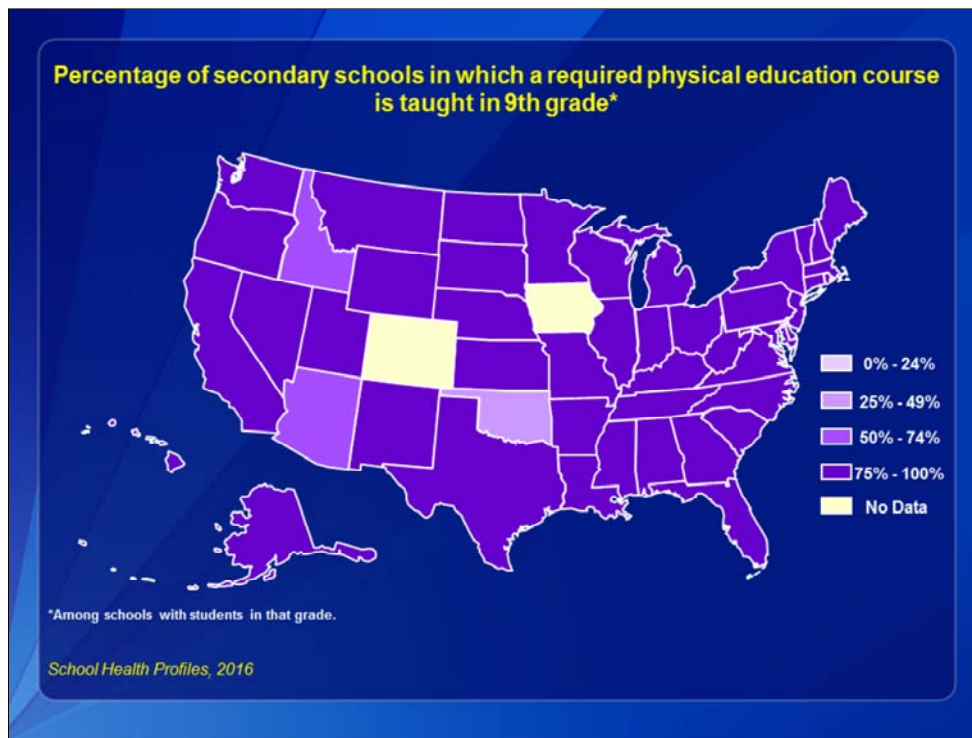 Percentage of secondary schools in which a required physical education course
is taught in 9th grade*
0% - 24%
25% - 49%
50% - 74%
75% - 100%
No Data
*Among schools with students in that grade.
School Health Profiles, 2016